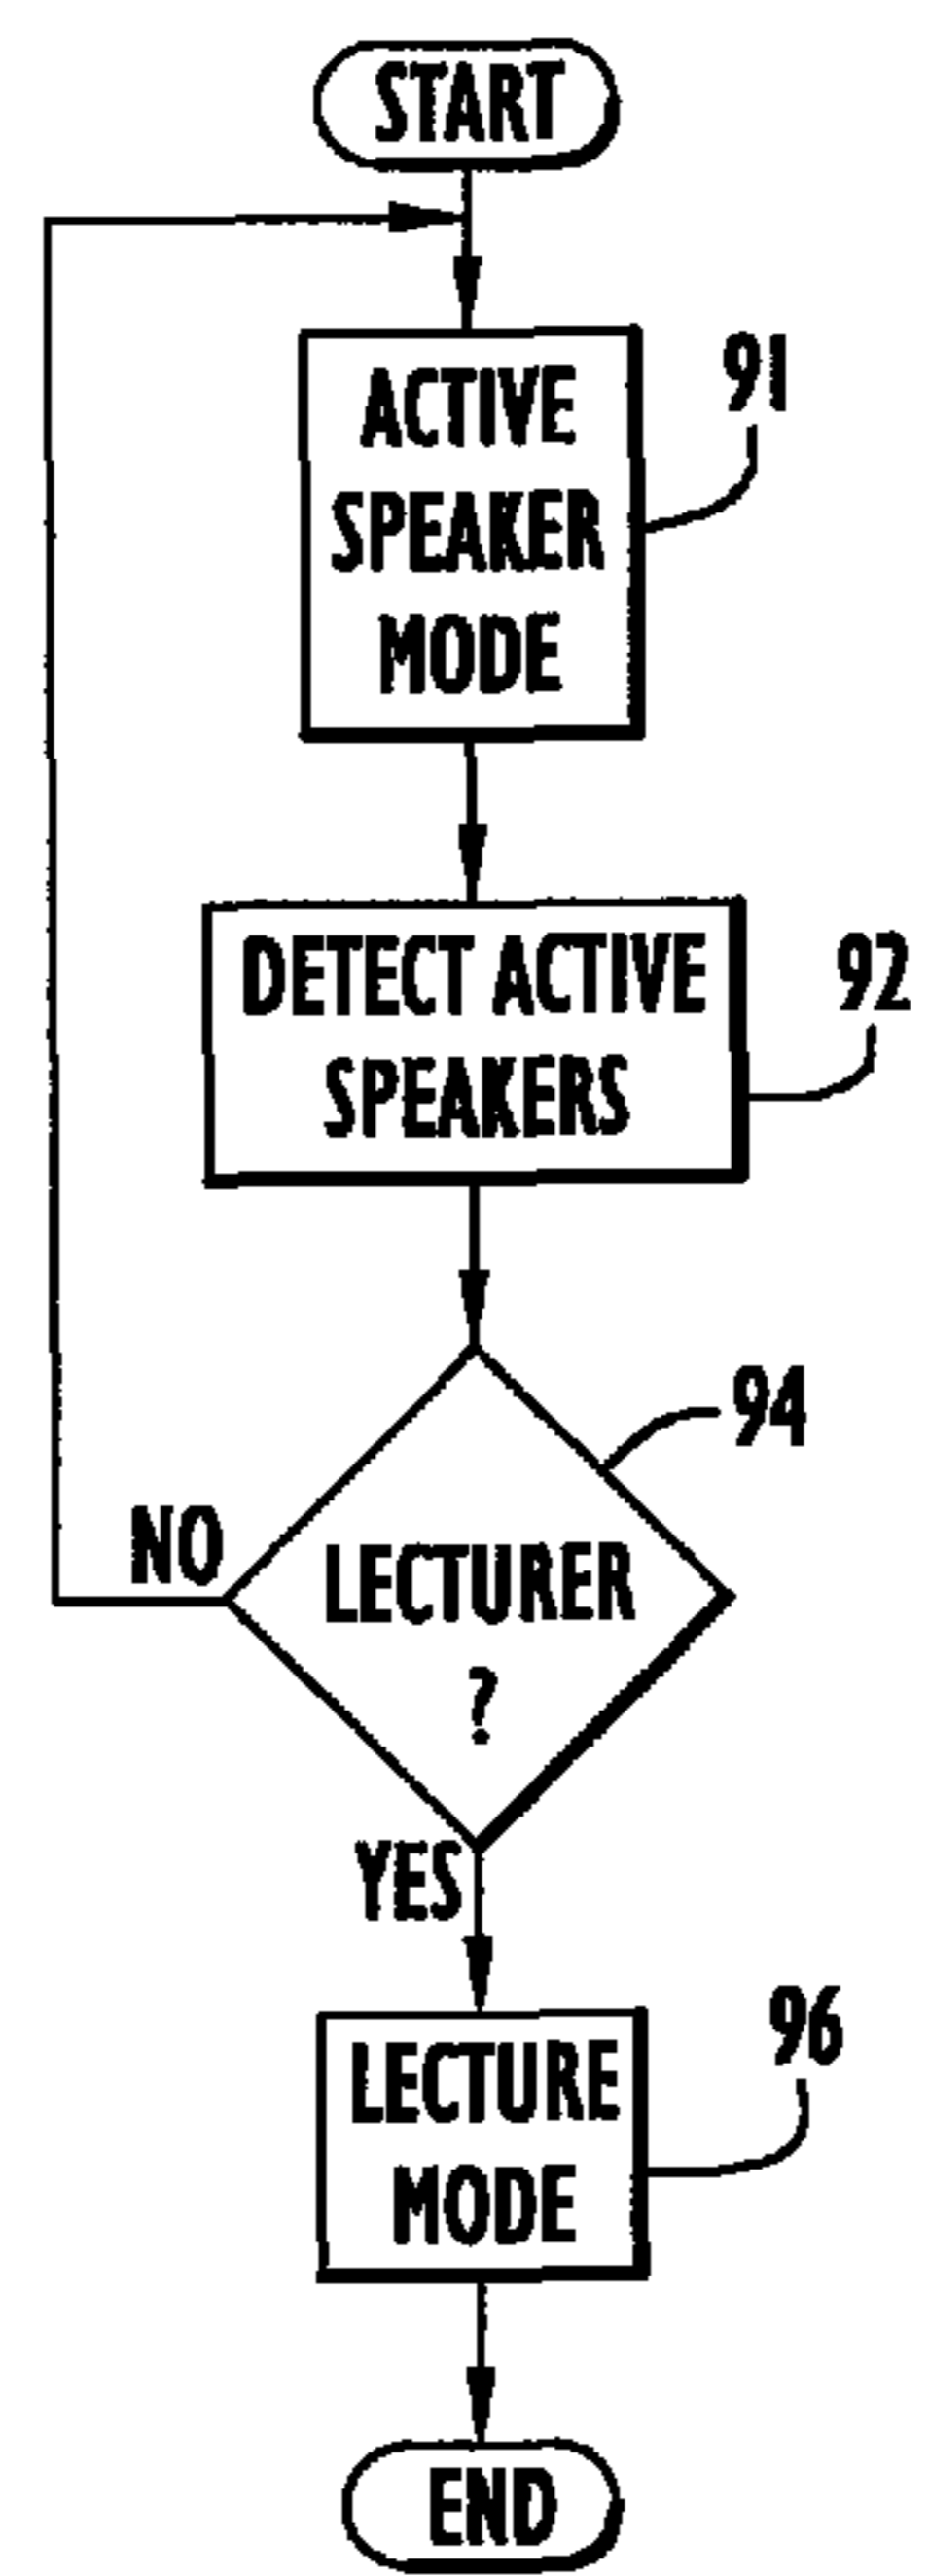 START
ACTIVE
SPEAKER
MODE
91
DETECT ACTIVE
SPEAKERS
92
94
NO
LECTURER
?
YES
LECTURE
MODE
96
END